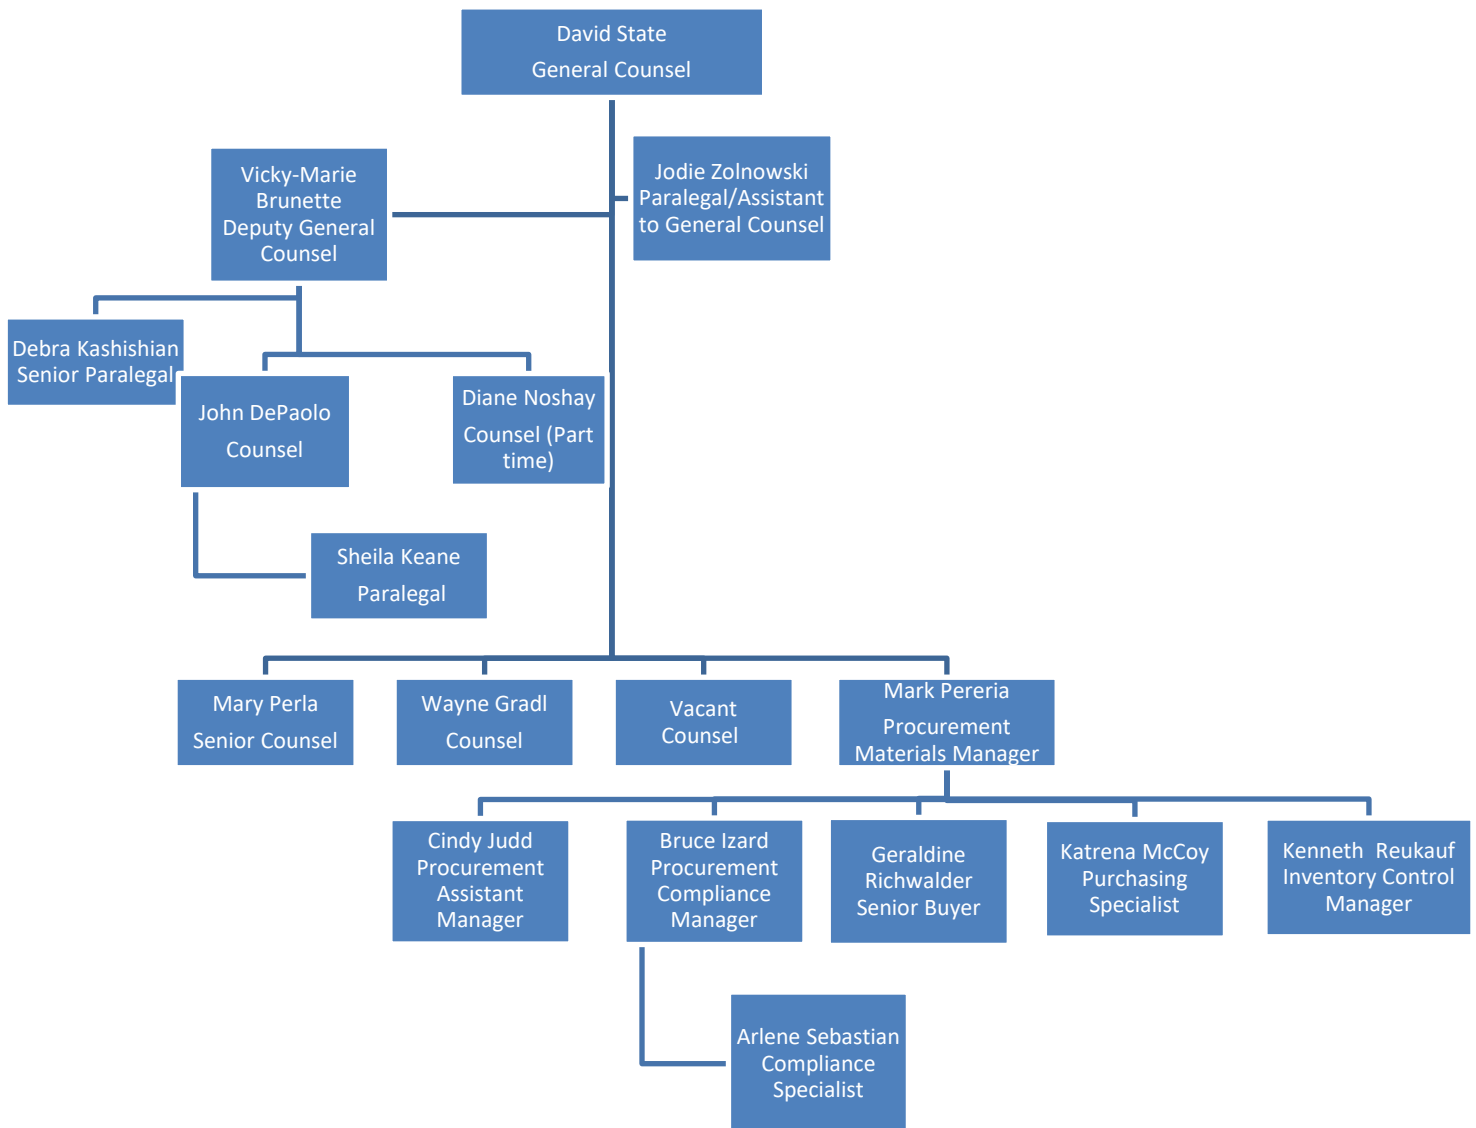 David State
General Counsel
Jodie Zolnowski
Paralegal/Assistant
to General Counsel
Vicky-Marie
Brunette
Deputy General
Counsel
Debra Kashishian
Senior Paralegal
John DePaolo
Counsel
Diane Noshay
Counsel (Part
time)
Sheila Keane
Paralegal
Mary Perla
Senior Counsel
Wayne Gradl
Counsel
Vacant
Counsel
Mark Pereria
Procurement
Materials Manager
Cindy Judd
Procurement
Assistant
Manager
Bruce Izard
Procurement
Compliance
Manager
Geraldine
Richwalder
Senior Buyer
Katrena McCoy
Purchasing
Specialist
Kenneth  Reukauf
Inventory Control
Manager
Arlene Sebastian
Compliance
Specialist